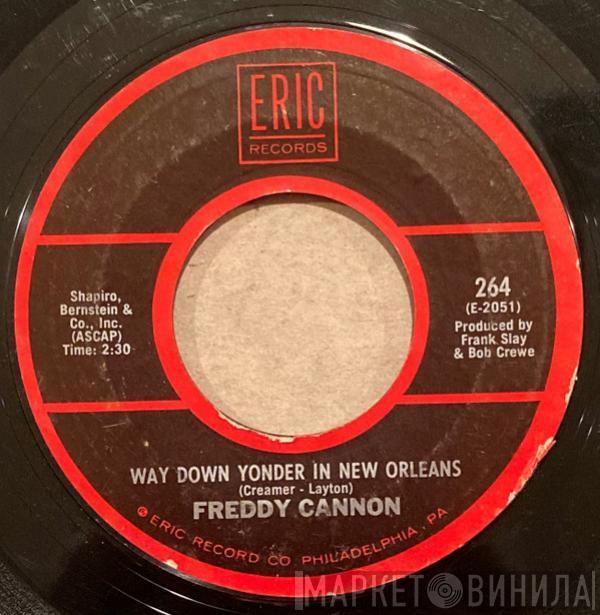 ERIC
RECORDS
Shapiro,
Bernstein &
Co., Inc.
(ASCAP)
Time: 2:30
264
(E-2051)
Produced by
Frank Slay
& Bob Crewe
WAY DOWN YONDER IN NEW ORLEANS
(Creamer - Layton)
FREDDY CANNON
℗ ERIC RECORD CO. PHILADELPHIA, PA
МАРКЕТ ВИНИЛА